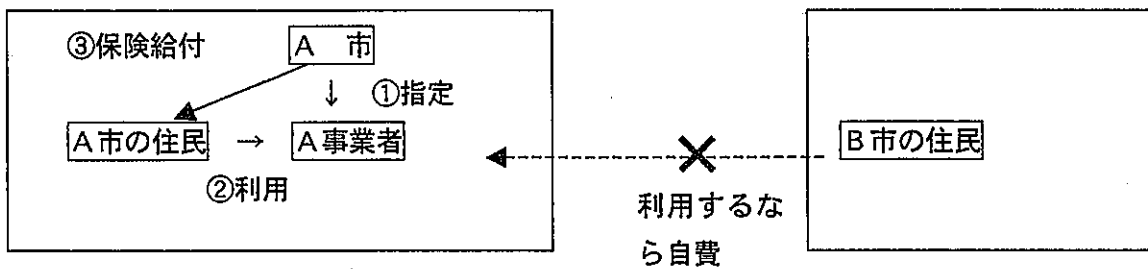 ③保険給付
A 市
↓ ①指定
A市の住民 → A事業者
②利用
B市の住民
利用するな
ら自費